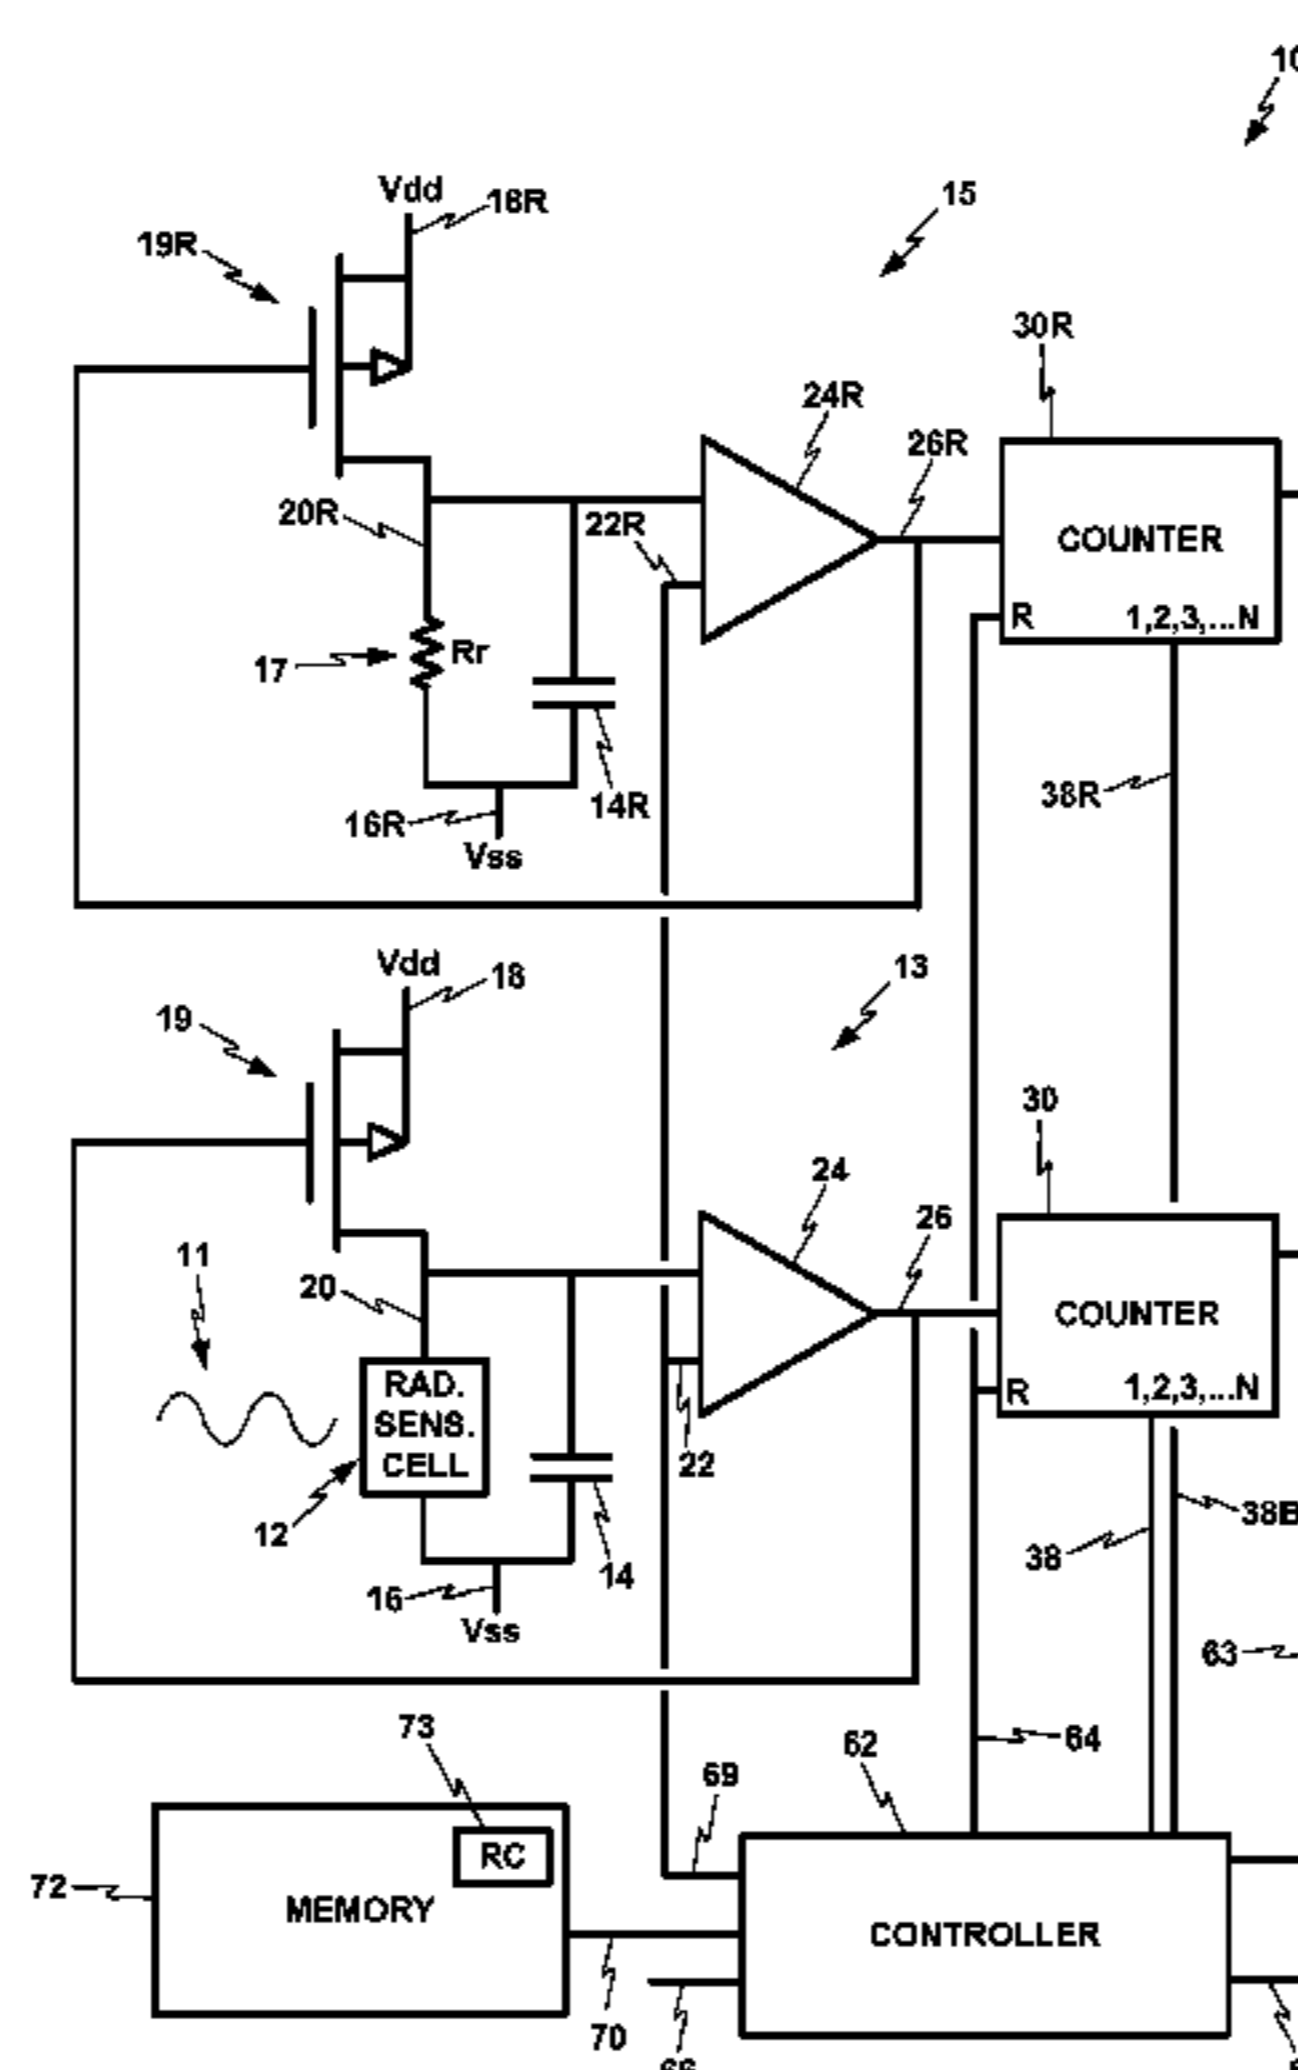 10
Vdd
18R
15
19R
30R
24R
26R
20R
22R
COUNTER
R
1,2,3,...N
17
Rr
14R
38R
16R
Vss
Vdd
18
13
19
30
24
26
11
20
COUNTER
RAD.
SENS.
CELL
R
1,2,3,...N
22
38B
12
38
14
16
Vss
63
73
64
62
69
RC
72
MEMORY
CONTROLLER
70